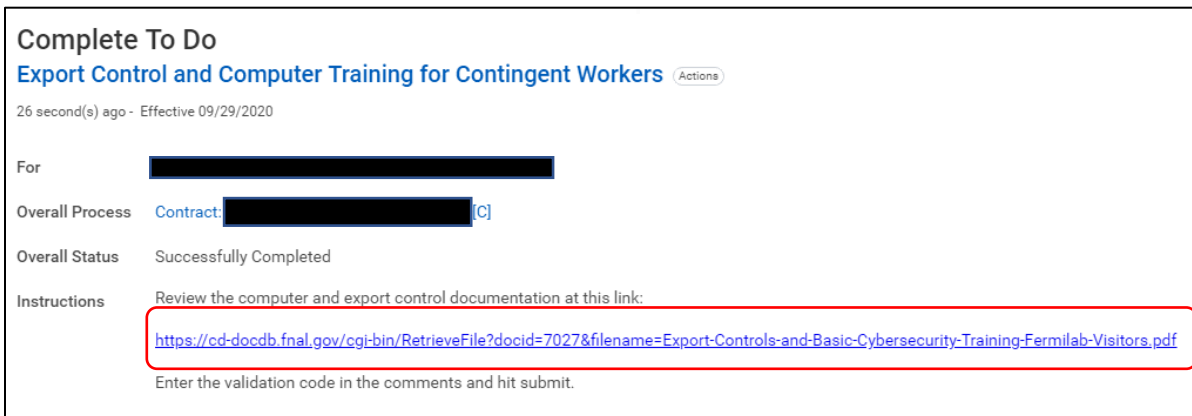 Complete To Do
Export Control and Computer Training for Contingent Workers Actions
26 second(s) ago - Effective 09/29/2020
For
Overall Process Contract: [C]
Overall Status Successfully Completed
Instructions Review the computer and export control documentation at this link:
https://cd-docdb.fnal.gov/cgi-bin/RetrieveFile?docid=7027&filename=Export-Controls-and-Basic-Cybersecurity-Training-Fermilab-Visitors.pdf
Enter the validation code in the comments and hit submit.